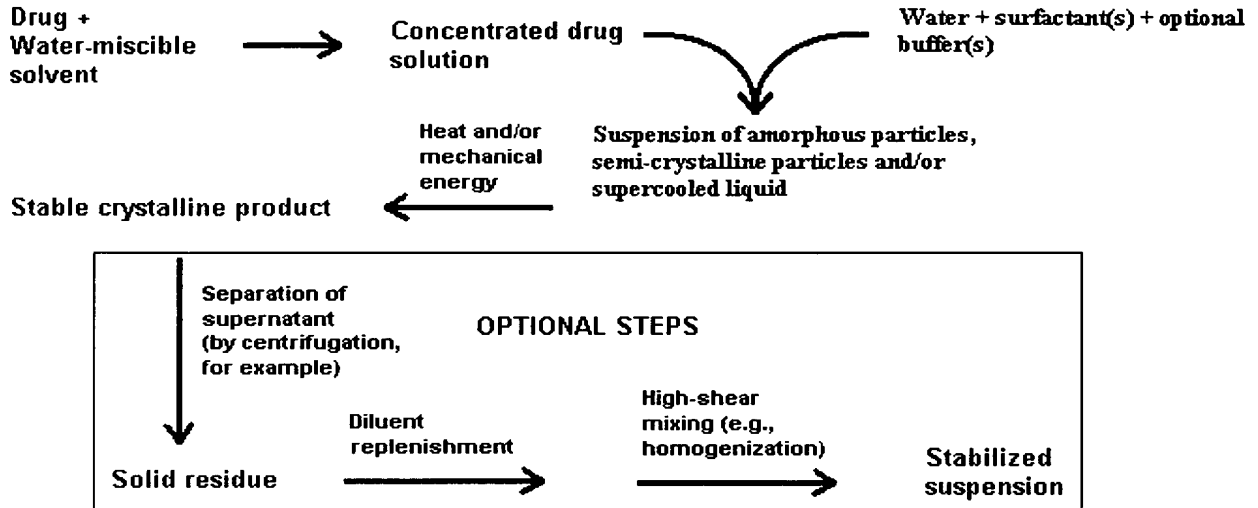 Drug +
Water-miscible
solvent
Concentrated drug
solution
Water + surfactant(s) + optional
buffer(s)
Heat and/or
mechanical
energy
Suspension of amorphous particles,
semi-crystalline particles and/or
supercooled liquid
Stable crystalline product
Separation of
supernatant
(by centrifugation,
for example)
OPTIONAL STEPS
Solid residue
Diluent
replenishment
High-shear
mixing (e.g.,
homogenization)
Stabilized
suspension